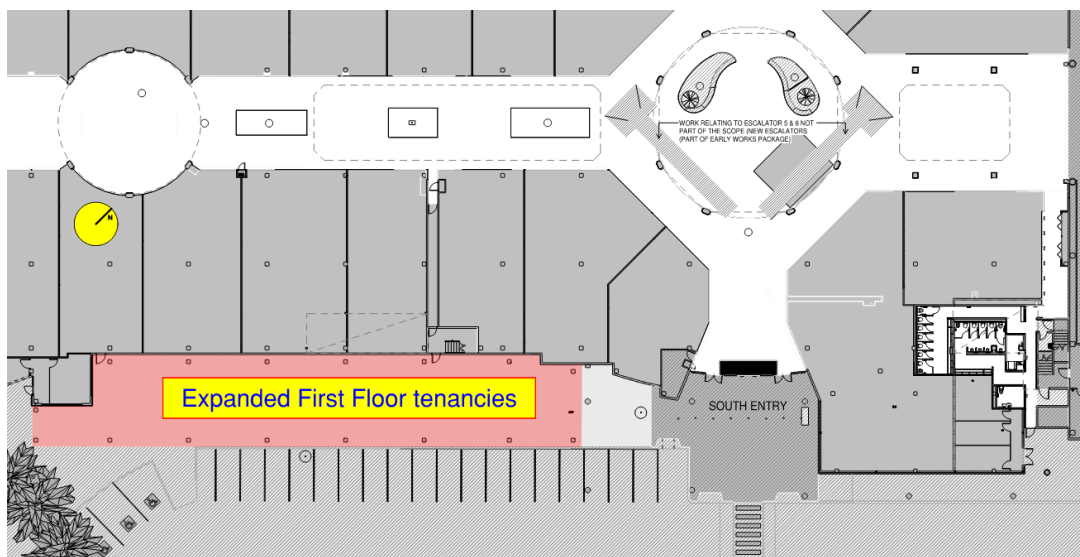 WORK RELATING TO ESCALATOR 5 & 6 NOT
PART OF THE SCOPE (NEW ESCALATORS
(PART OF EARLY WORKS PACKAGE)
N
Expanded First Floor tenancies
SOUTH ENTRY